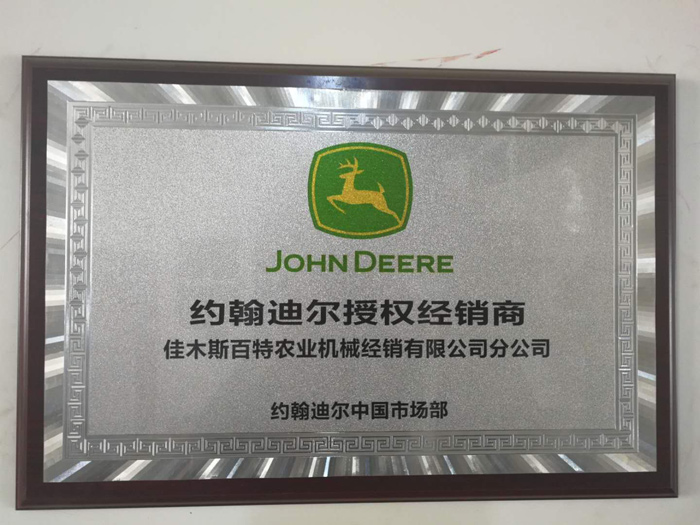 JOHN DEERE
约翰迪尔授权经销商
佳木斯百特农业机械经销有限公司分公司
约翰迪尔中国市场部